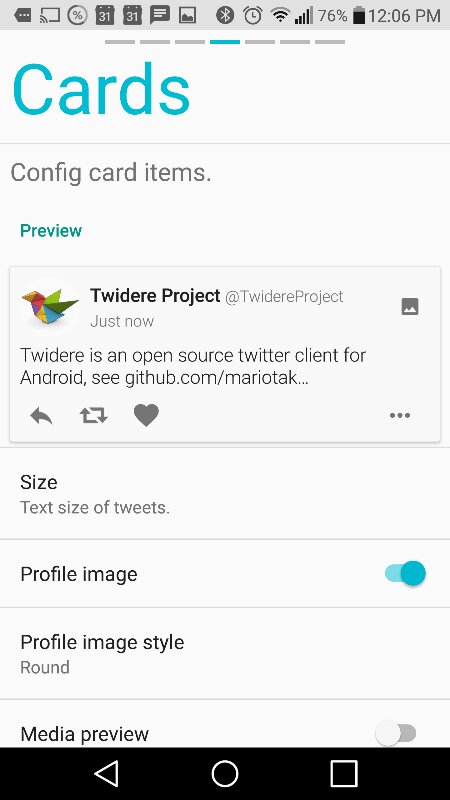 31 31 76% 12:06 PM
Cards
Config card items.
Preview
Twidere Project @TwidereProject
Just now
Twidere is an open source twitter client for
Android, see github.com/mariotak...
Size
Text size of tweets.
Profile image
Profile image style
Round
Media preview